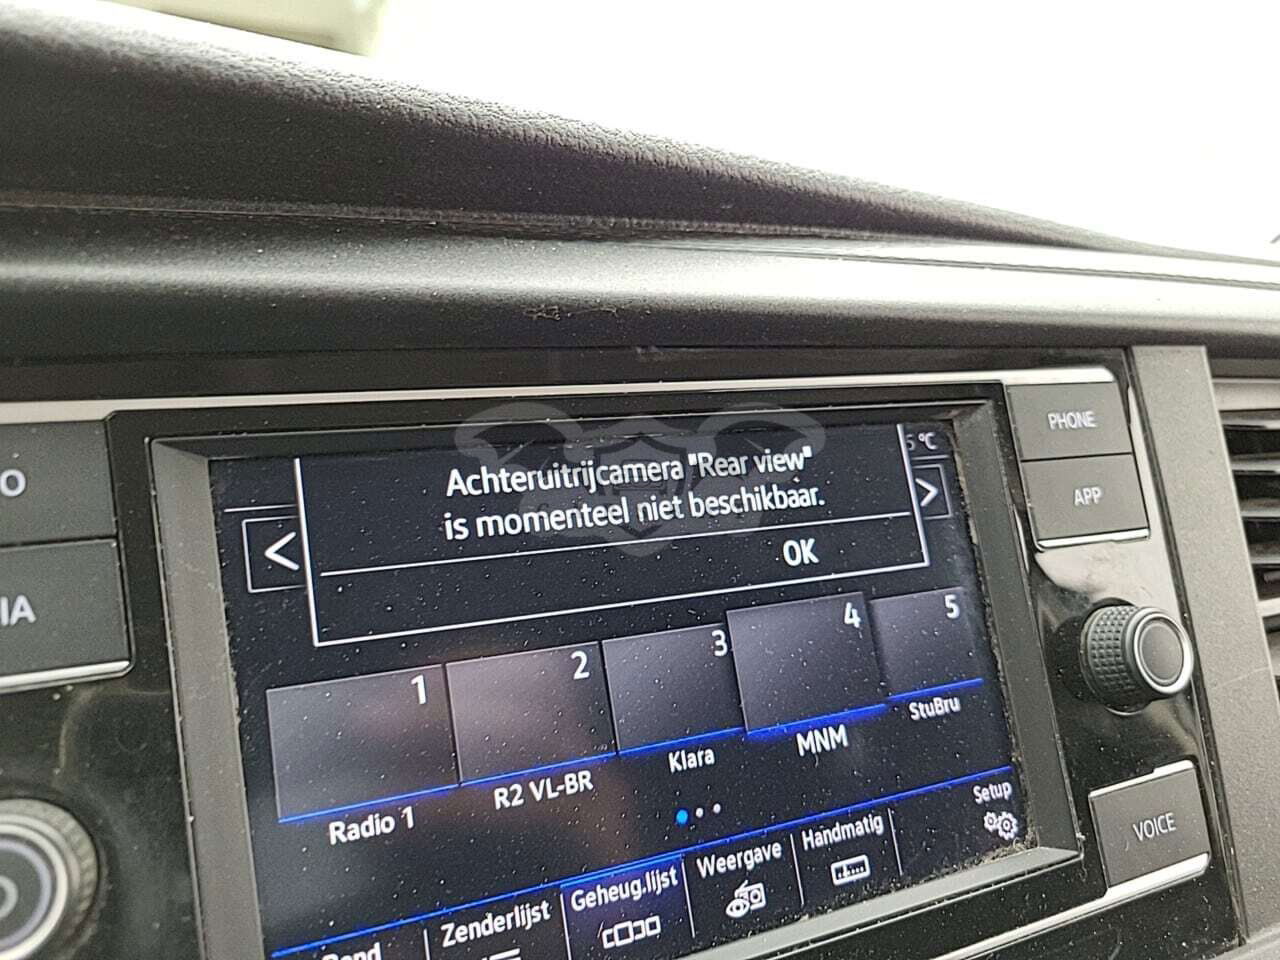 PHONE
APP
VOICE
Achteruitrijcamera "Rear view"
is momenteel niet beschikbaar.
OK
°C
<
>
1
2
3
4
5
Radio 1
R2 VL-BR
Klara
MNM
StuBru
Zenderlijst
Geheug.lijst
Weergave
Handmatig
Setup